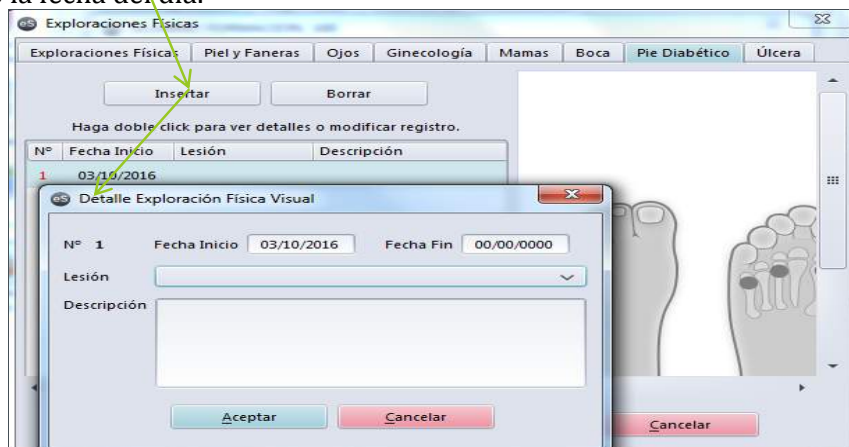 la fecha del día.
Exploraciones Físicas
Exploraciones Físicas Piel y Faneras Ojos Ginecología Mamas Boca Pie Diabético Úlcera
Insertar Borrar
Haga doble click para ver detalles o modificar registro.
Nº Fecha Inicio Lesión Descripción
1 03/10/2016
Detalle Exploración Física Visual
Nº 1 Fecha Inicio 03/10/2016 Fecha Fin 00/00/0000
Lesión
Descripción
Aceptar Cancelar
Cancelar